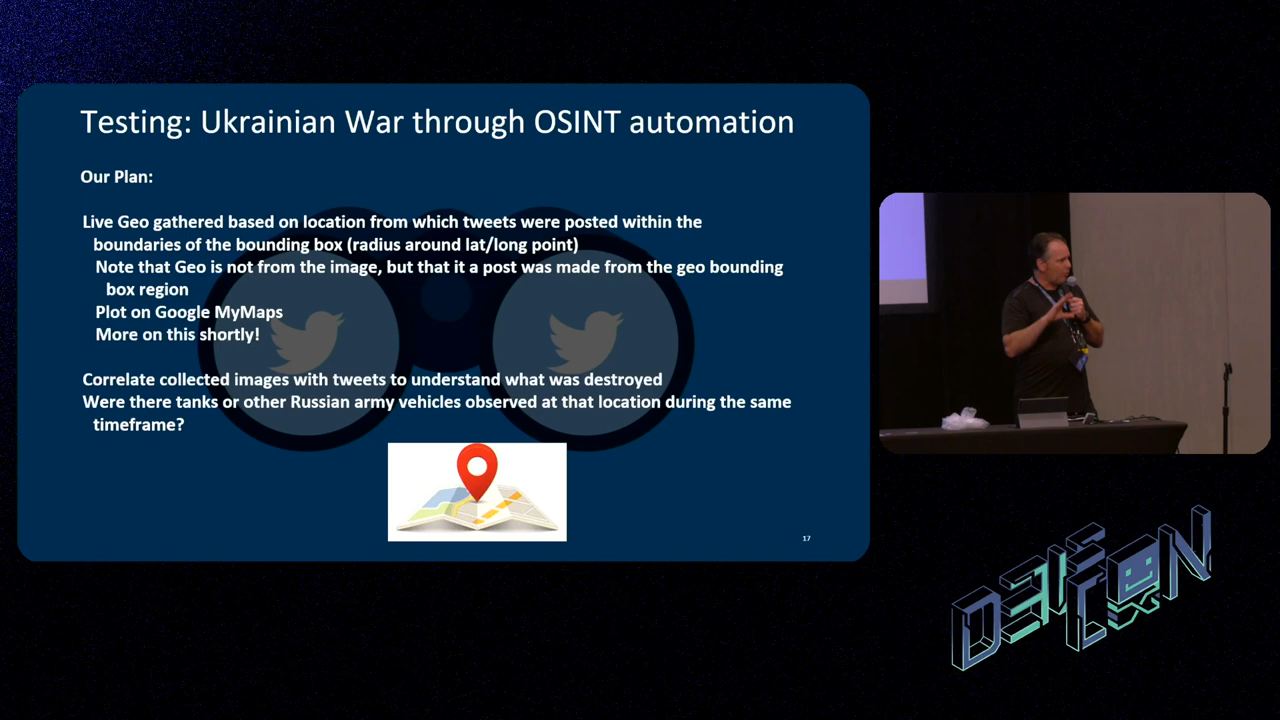 Testing: Ukrainian War through OSINT automation
Our Plan:
Live Geo gathered based on location from which tweets were posted within the
boundaries of the bounding box (radius around lat/long point)
Note that Geo is not from the image, but that it a post was made from the geo bounding
box region
Plot on Google MyMaps
More on this shortly!
Correlate collected images with tweets to understand what was destroyed
Were there tanks or other Russian army vehicles observed at that location during the same
timeframe?
17
DEF
CON